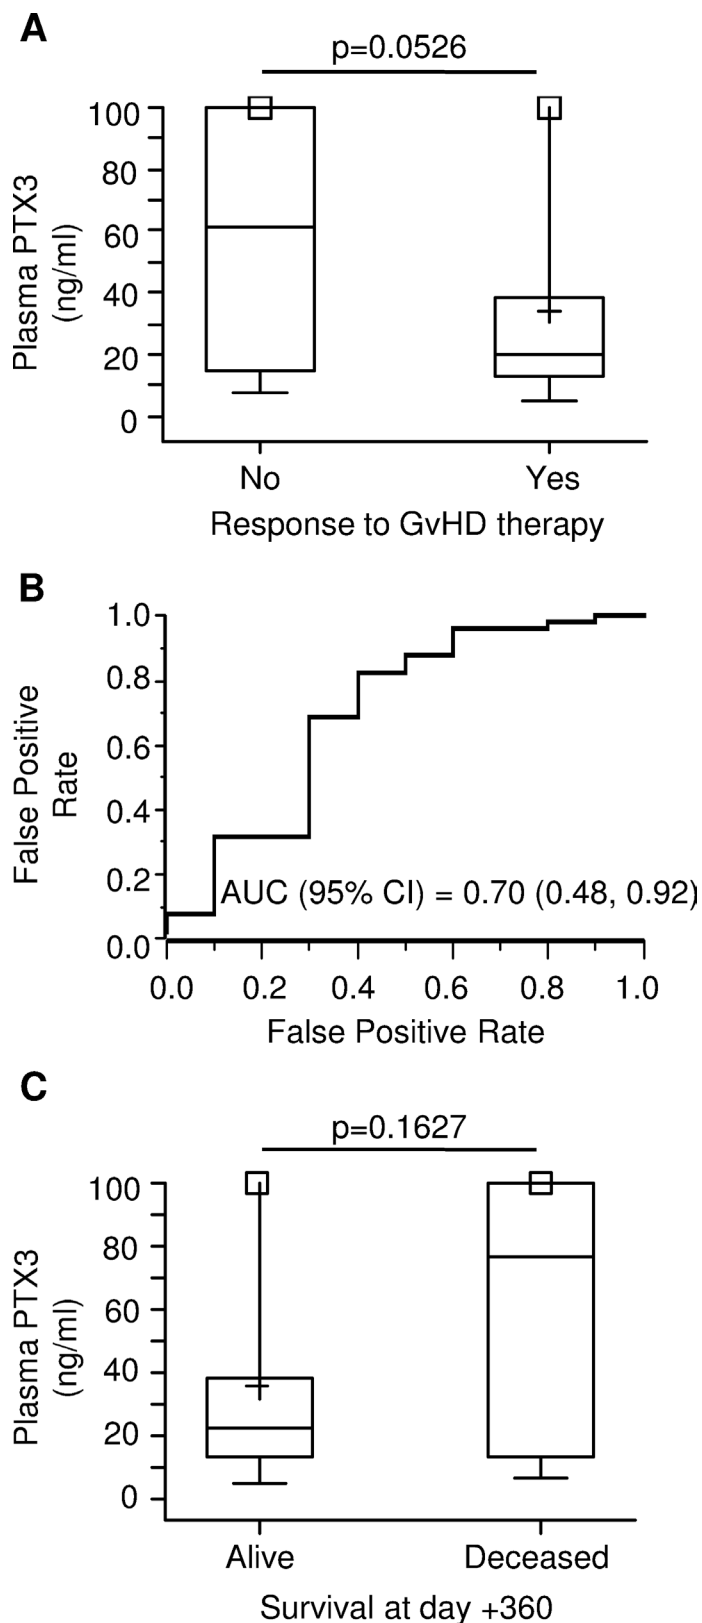 A
p=0.0526
100
80
60
40
20
0
Plasma PTX3
(ng/ml)
No
Yes
Response to GvHD therapy
B
1.0
0.8
0.6
0.4
0.2
0.0
False Positive
Rate
AUC (95% CI) = 0.70 (0.48, 0.92)
0.0 0.2 0.4 0.6 0.8 1.0
False Positive Rate
C
p=0.1627
100
80
60
40
20
0
Plasma PTX3
(ng/ml)
Alive
Deceased
Survival at day +360